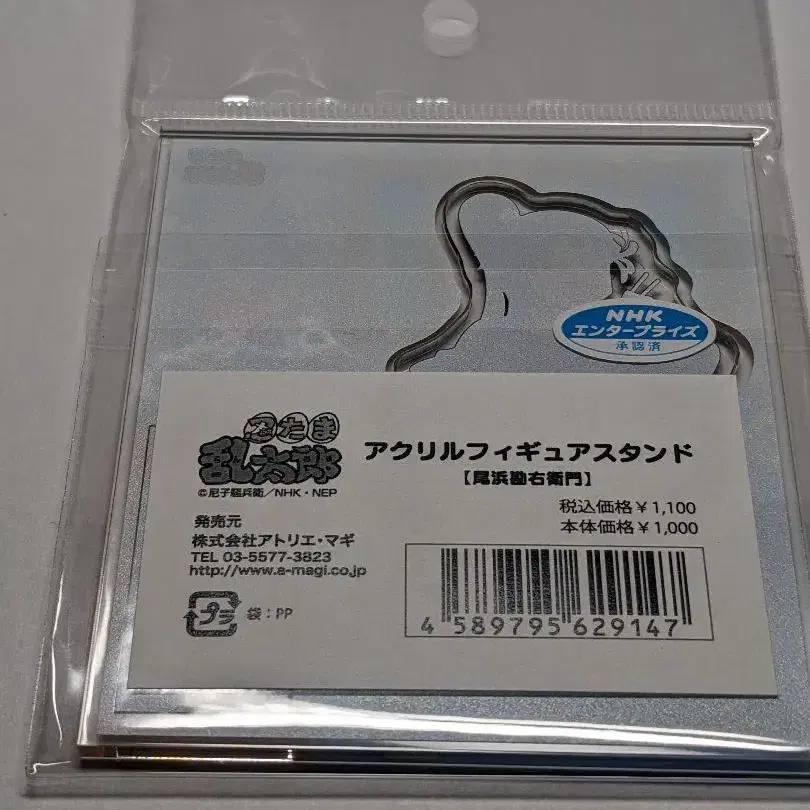 NHK
エンタープライズ
承認済
忍たま
乱太郎
©尼子騒兵衛/NHK・NEP
アクリルフィギュアスタンド
【尾浜勘右衛門】
税込価格￥1,100
本体価格￥1,000
発売元
株式会社アトリエ・マギ
TEL 03-5577-3823
http://www.a-magi.co.jp
プラ 袋：PP
4 589795 629147